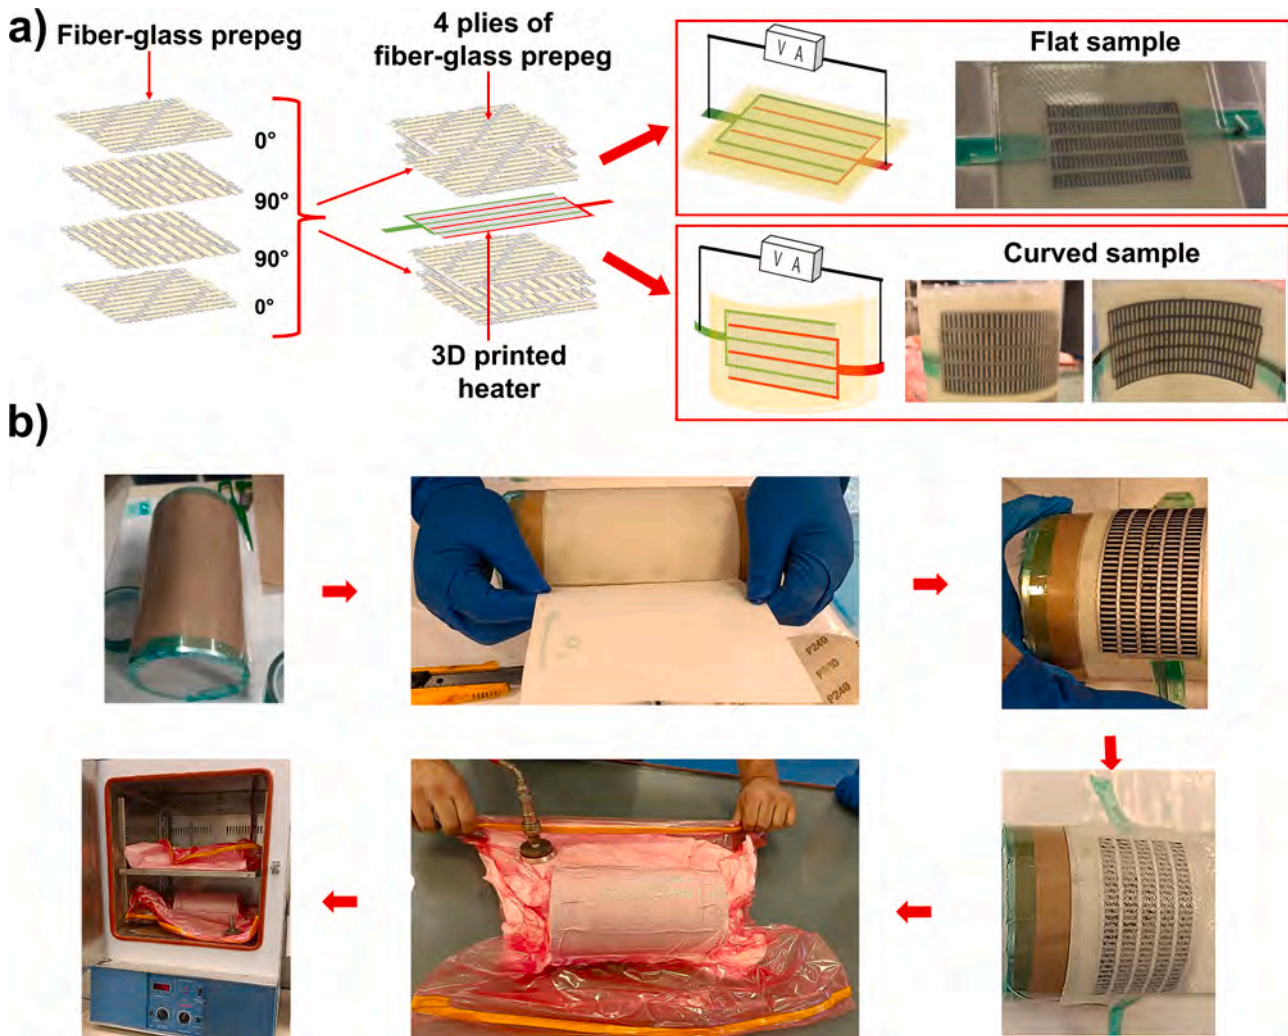 a)
Fiber-glass prepeg
0°
90°
90°
0°
4 plies of
fiber-glass prepeg
3D printed
heater
V A
Flat sample
V A
Curved sample
b)
P240
P240